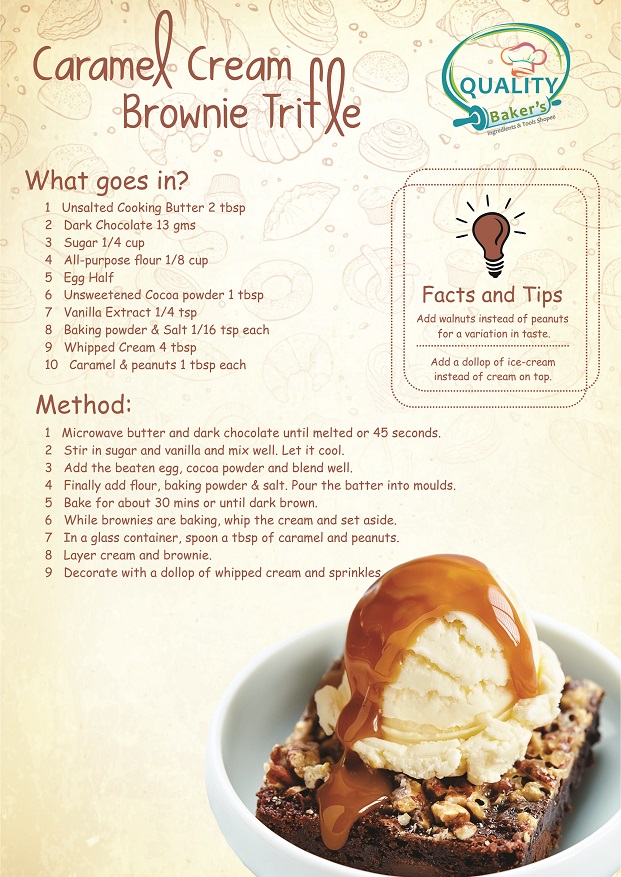 Caramel Cream
Brownie Trifle
QUALITY
Baker's
Ingredients & Tools Shopee
What goes in?
1 Unsalted Cooking Butter 2 tbsp
2 Dark Chocolate 13 gms
3 Sugar 1/4 cup
4 All-purpose flour 1/8 cup
5 Egg Half
6 Unsweetened Cocoa powder 1 tbsp
7 Vanilla Extract 1/4 tsp
8 Baking powder & Salt 1/16 tsp each
9 Whipped Cream 4 tbsp
10 Caramel & peanuts 1 tbsp each
Facts and Tips
Add walnuts instead of peanuts
for a variation in taste.
Add a dollop of ice-cream
instead of cream on top.
Method:
1 Microwave butter and dark chocolate until melted or 45 seconds.
2 Stir in sugar and vanilla and mix well. Let it cool.
3 Add the beaten egg, cocoa powder and blend well.
4 Finally add flour, baking powder & salt. Pour the batter into moulds.
5 Bake for about 30 mins or until dark brown.
6 While brownies are baking, whip the cream and set aside.
7 In a glass container, spoon a tbsp of caramel and peanuts.
8 Layer cream and brownie.
9 Decorate with a dollop of whipped cream and sprinkles